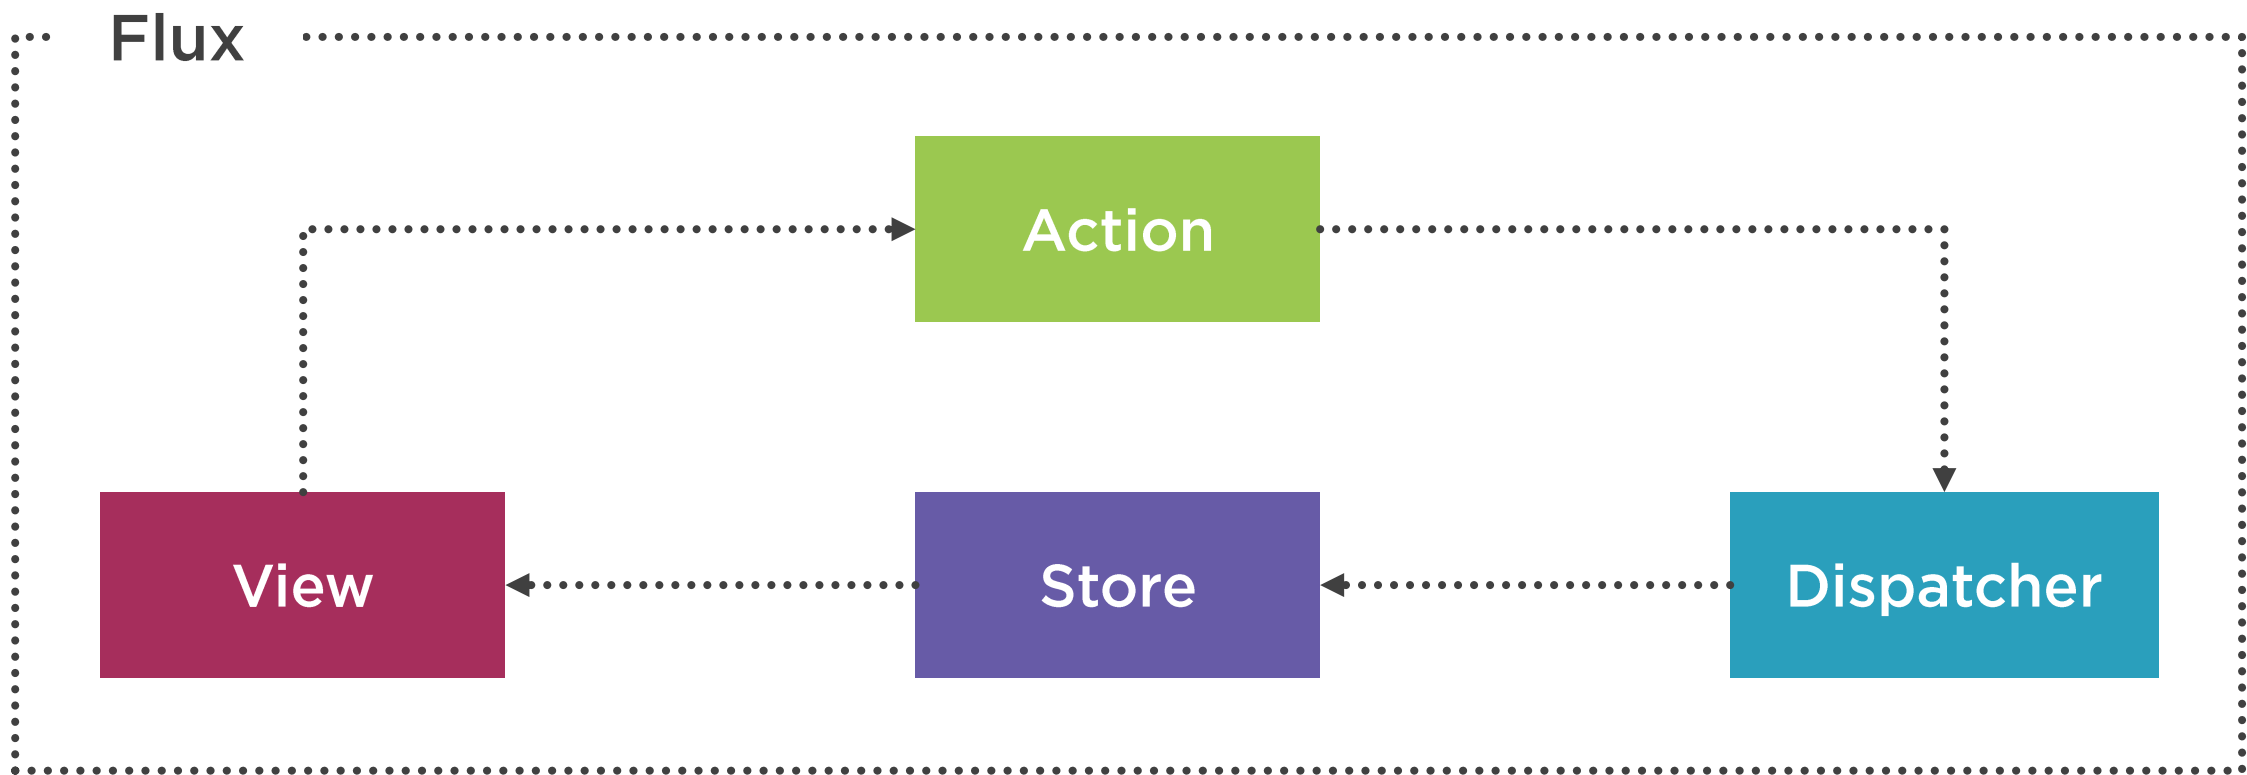 Flux
Action
View
Store
Dispatcher